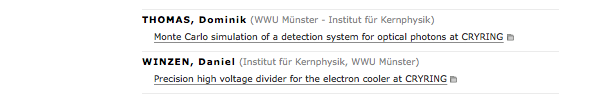 THOMAS, Dominik (WWU Münster - Institut für Kernphysik)
Monte Carlo simulation of a detection system for optical photons at CRYRING
WINZEN, Daniel (Institut für Kernphysik, WWU Münster)
Precision high voltage divider for the electron cooler at CRYRING